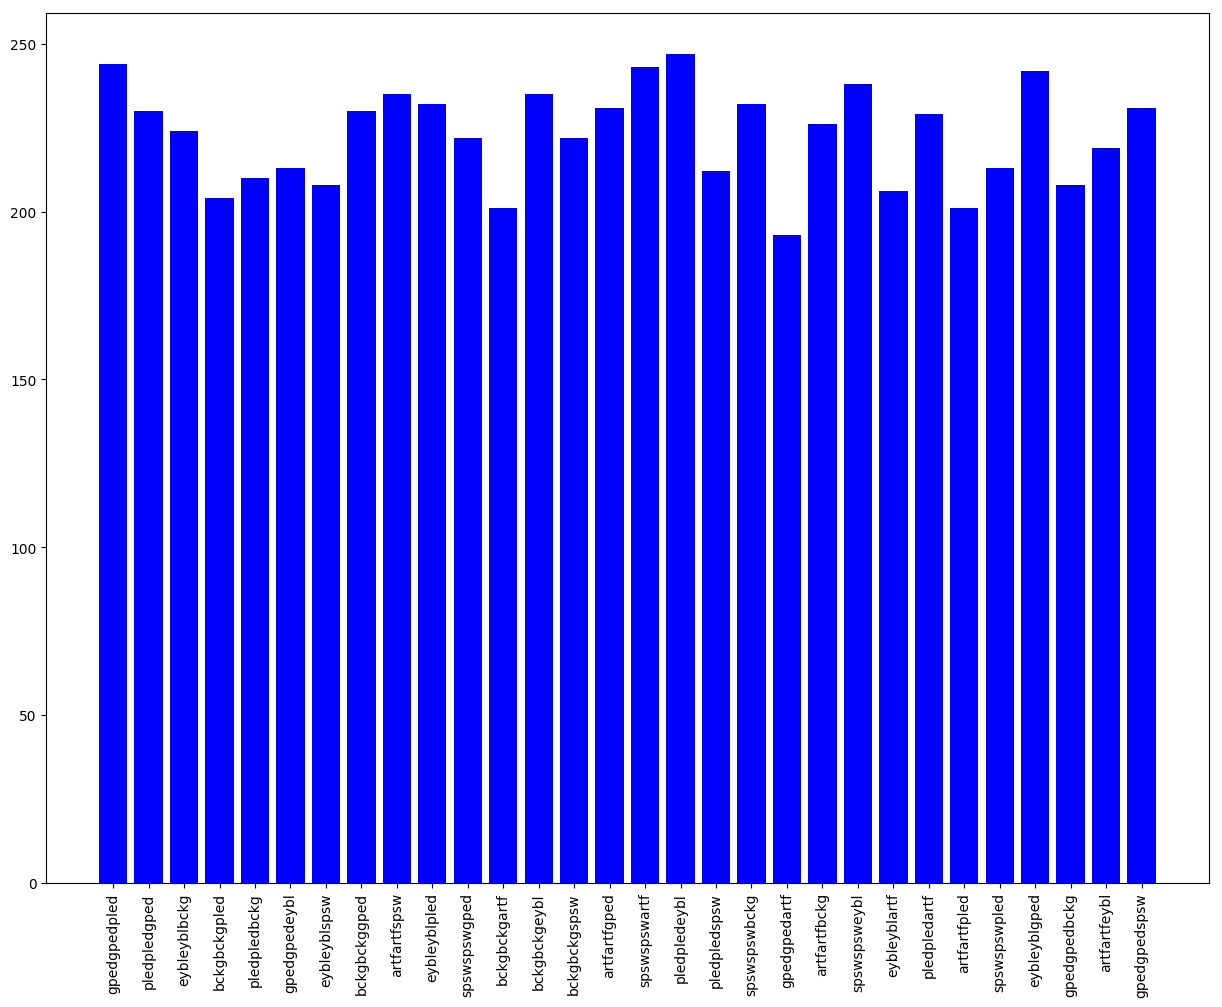 250
200
150
100
50
0
gpedgpedpled
pledpledgped
eybleyblbckg
bckgbckgpled
pledpledbckg
gpedgpedeybl
eybleyblspsw
bckgbckggped
artfartfspsw
eybleyblpled
spswspswgped
bckgbckgartf
bckgbckgeybl
bckgbckgspsw
artfartfgped
spswspswartf
pledpledeybl
pledpledspsw
spswspswbckg
gpedgpedartf
artfartfbckg
spswspsweybl
eybleyblartf
pledpledartf
artfartfpled
spswspswpled
eybleyblgped
gpedgpedbckg
artfartfeybl
gpedgpedspsw